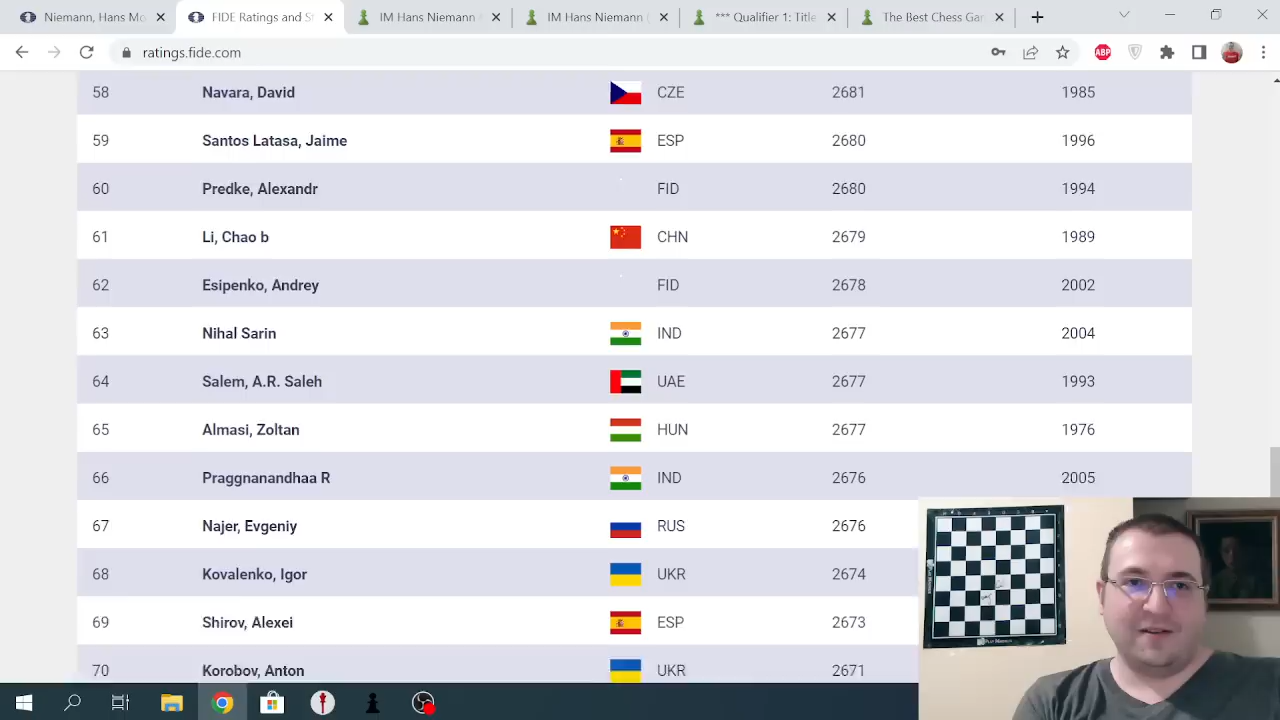 Niemann, Hans Mo
FIDE Ratings and St
IM Hans Niemann
IM Hans Niemann (
*** Qualifier 1: Title
The Best Chess Gar
ratings.fide.com
ABP
58 Navara, David CZE 2681 1985
59 Santos Latasa, Jaime ESP 2680 1996
60 Predke, Alexandr FID 2680 1994
61 Li, Chao b CHN 2679 1989
62 Esipenko, Andrey FID 2678 2002
63 Nihal Sarin IND 2677 2004
64 Salem, A.R. Saleh UAE 2677 1993
65 Almasi, Zoltan HUN 2677 1976
66 Praggnanandhaa R IND 2676 2005
67 Najer, Evgeniy RUS 2676
68 Kovalenko, Igor UKR 2674
69 Shirov, Alexei ESP 2673
70 Korobov, Anton UKR 2671